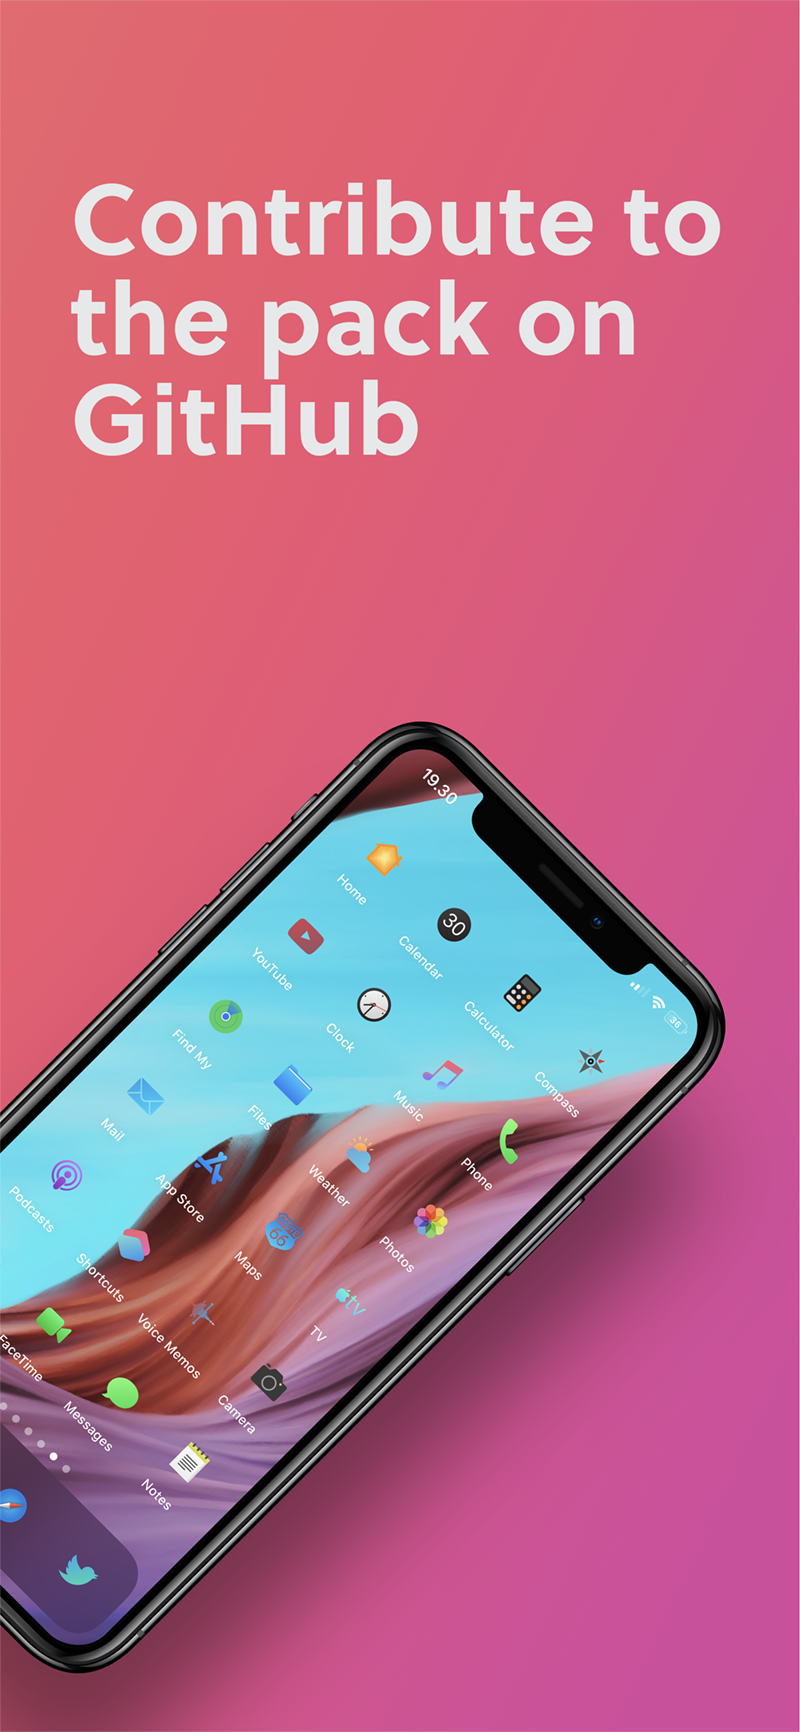 Contribute to
the pack on
GitHub
19.30
36
Home
30
Calendar
Calculator
Compass
YouTube
Clock
Music
Phone
Find My
Files
Weather
Photos
Mail
App Store
Maps
66
tv
TV
Podcasts
Shortcuts
Voice Memos
Camera
FaceTime
Messages
Notes